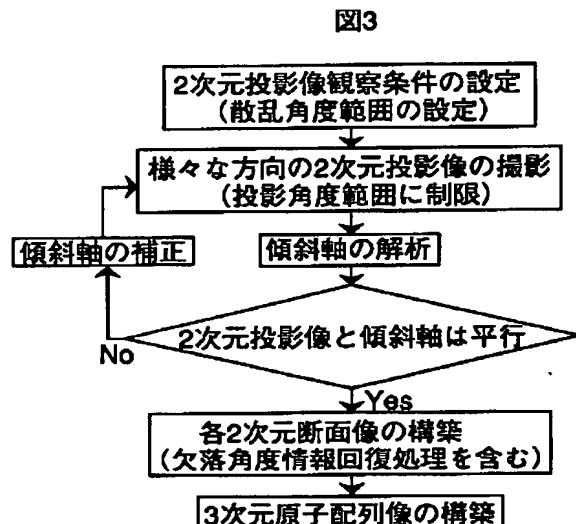 図3
2次元投影像観察条件の設定
(散乱角度範囲の設定)
様々な方向の2次元投影像の撮影
(投影角度範囲に制限)
傾斜軸の補正
傾斜軸の解析
2次元投影像と傾斜軸は平行
No
Yes
各2次元断面像の構築
(欠落角度情報回復処理を含む)
3次元原子配列像の構築